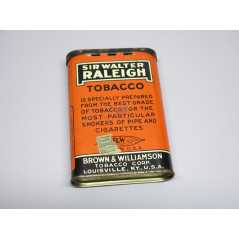 SIR WALTER
RALEIGH
TOBACCO
IS SPECIALLY PREPARED
FROM THE BEST GRADE
OF TOBACCO FOR THE
MOST PARTICULAR
SMOKERS OF PIPE AND
CIGARETTES
BROWN & WILLIAMSON
TOBACCO CORP.
LOUISVILLE, KY. U.S.A.